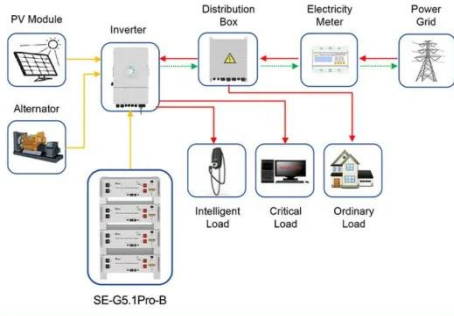 PV Module
Inverter
Distribution
Box
Electricity
Meter
Power
Grid
Alternator
Intelligent
Load
Critical
Load
Ordinary
Load
SE-G5.1Pro-B